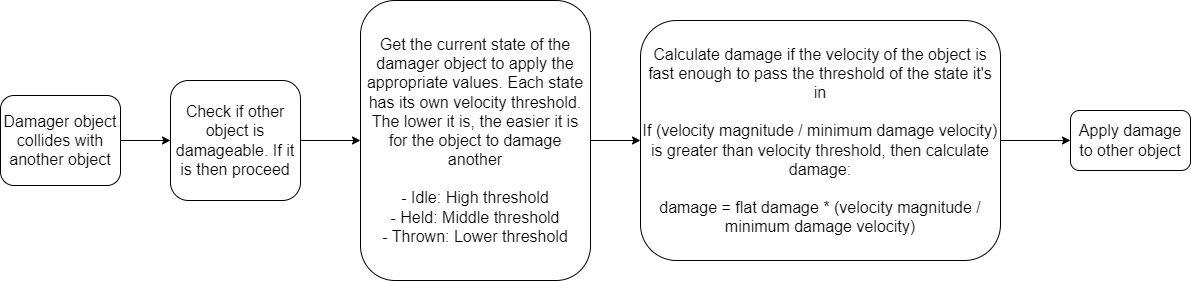 Damager object
collides with
another object
Check if other
object is
damageable. If it
is then proceed
Get the current state of the
damager object to apply the
appropriate values. Each state
has its own velocity threshold.
The lower it is, the easier it is
for the object to damage
another
- Idle: High threshold
- Held: Middle threshold
- Thrown: Lower threshold
Calculate damage if the velocity of the object is
fast enough to pass the threshold of the state it's
in
If (velocity magnitude / minimum damage velocity)
is greater than velocity threshold, then calculate
damage:
damage = flat damage * (velocity magnitude /
minimum damage velocity)
Apply damage
to other object